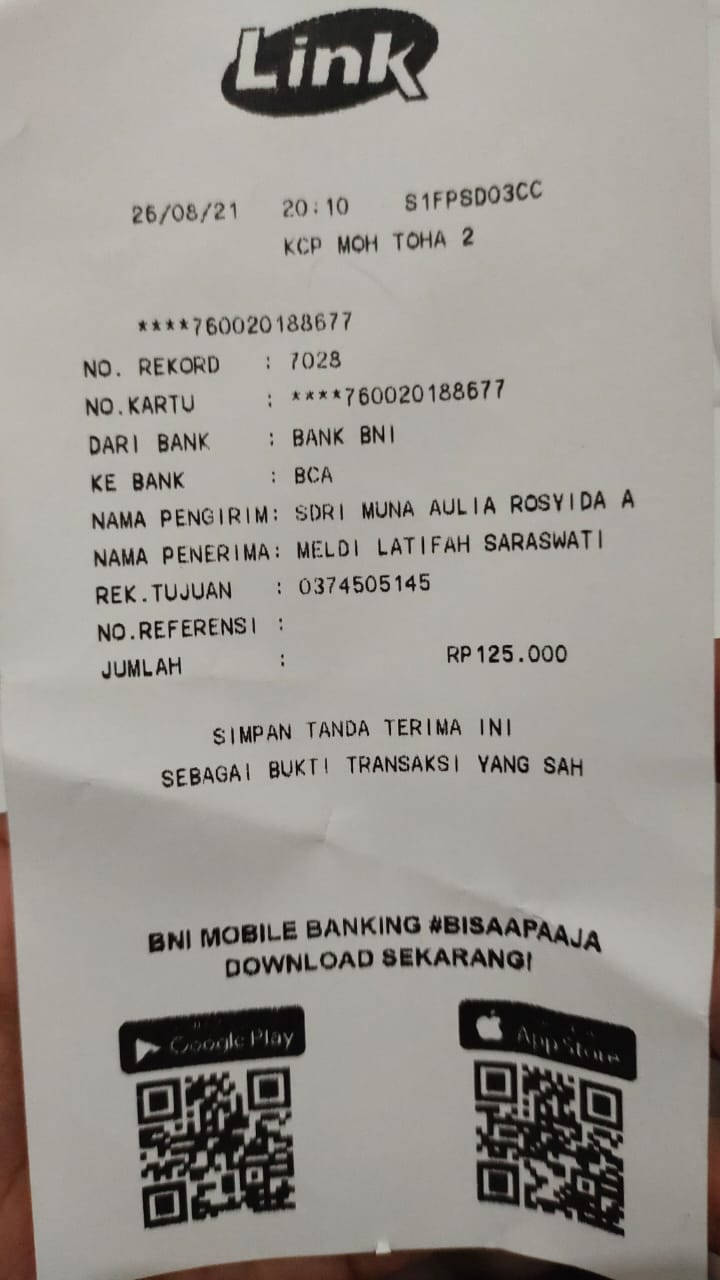 Link
26/08/21 20:10 S1FPSD03CC
KCP MOH TOHA 2
****760020188677
NO. REKORD : 7028
NO.KARTU : ****760020188677
DARI BANK : BANK BNI
KE BANK : BCA
NAMA PENGIRIM: SDRI MUNA AULIA ROSYIDA A
NAMA PENERIMA: MELDI LATIFAH SARASWATI
REK.TUJUAN : 0374505145
NO.REFERENSI :
JUMLAH : RP125.000
SIMPAN TANDA TERIMA INI
SEBAGAI BUKTI TRANSAKSI YANG SAH
BNI MOBILE BANKING #BISAAPAAJA
DOWNLOAD SEKARANG!
Google Play
App Store